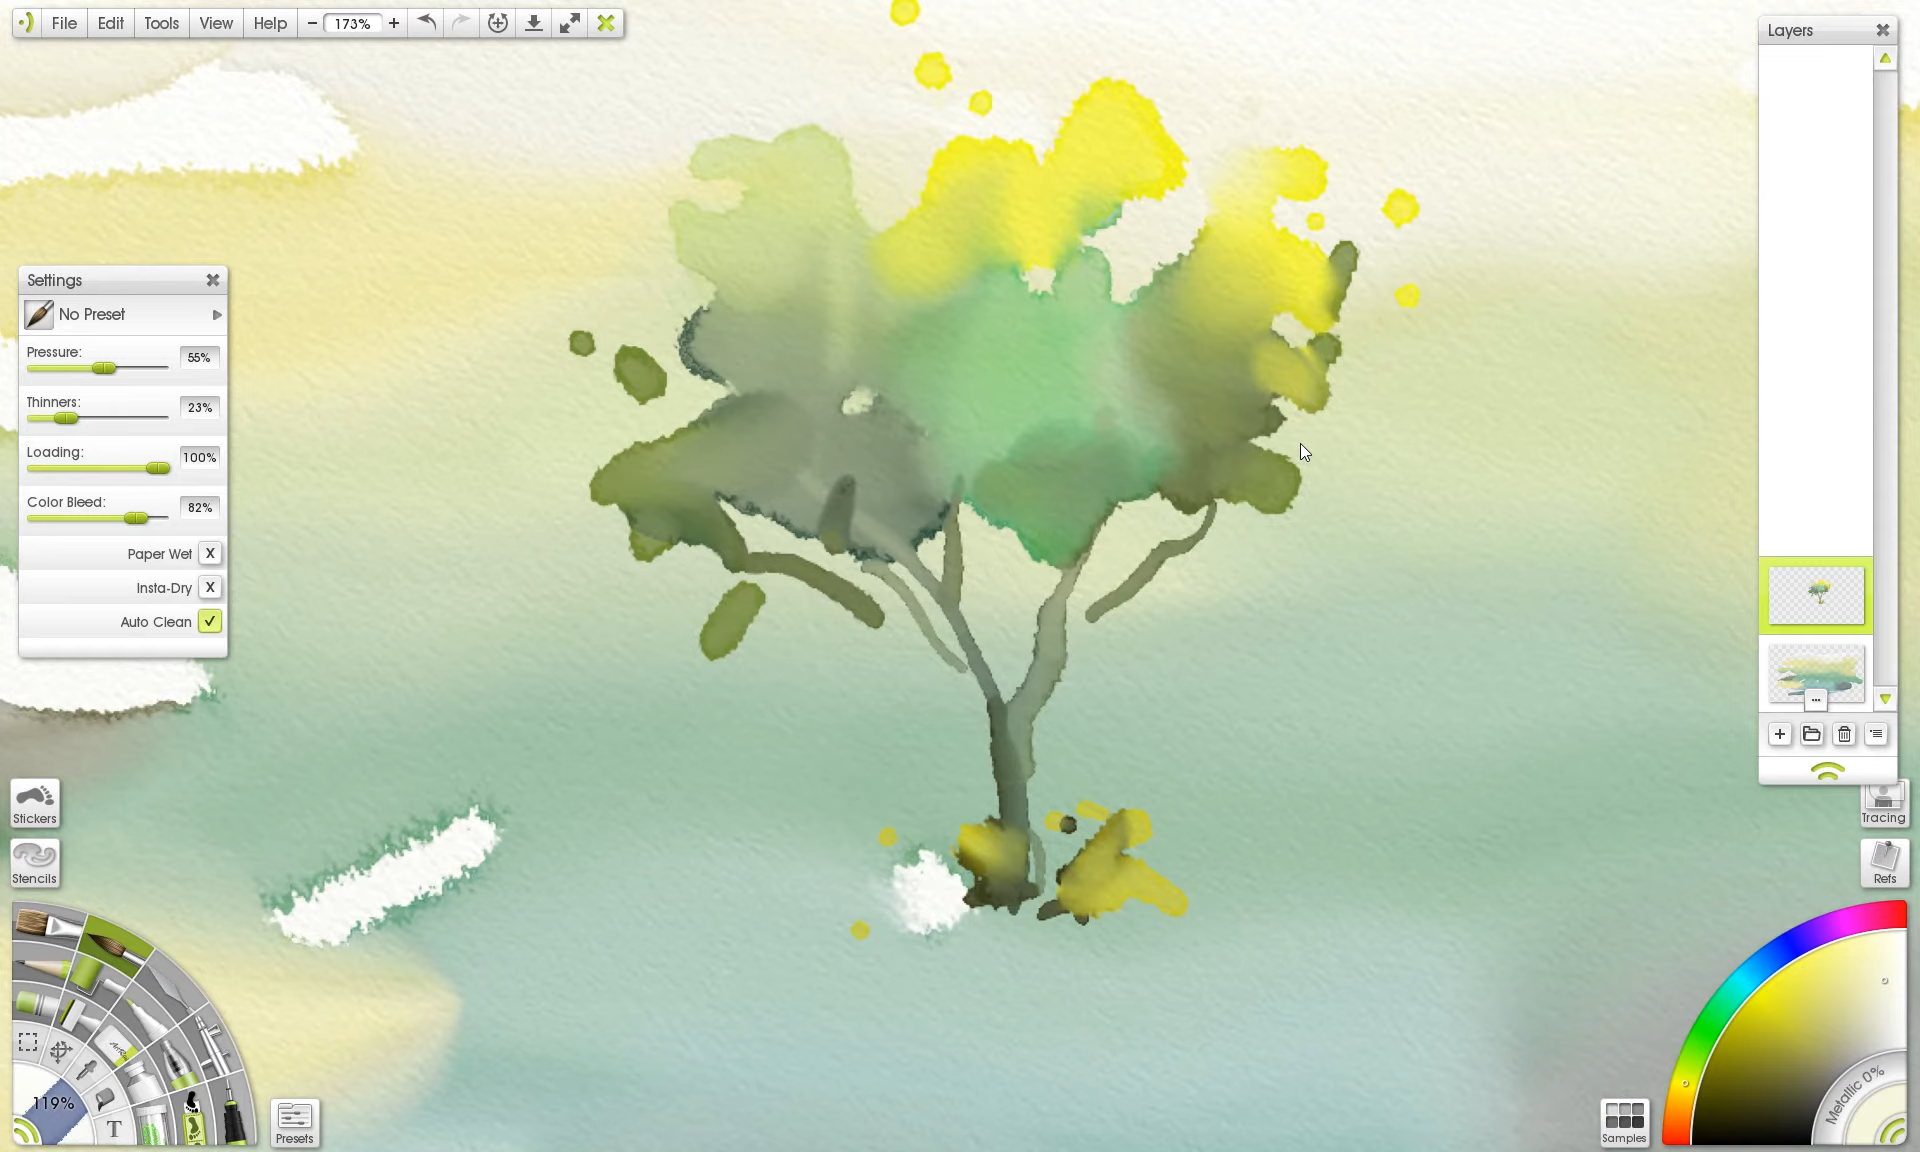 File Edit Tools View Help 173%
Layers
Settings
No Preset
Pressure: 55%
Thinners: 23%
Loading: 100%
Color Bleed: 82%
Paper Wet X
Insta-Dry X
Auto Clean
Stickers
Stencils
Tracing
Refs
119%
T
Presets
Samples
Metallic 0%